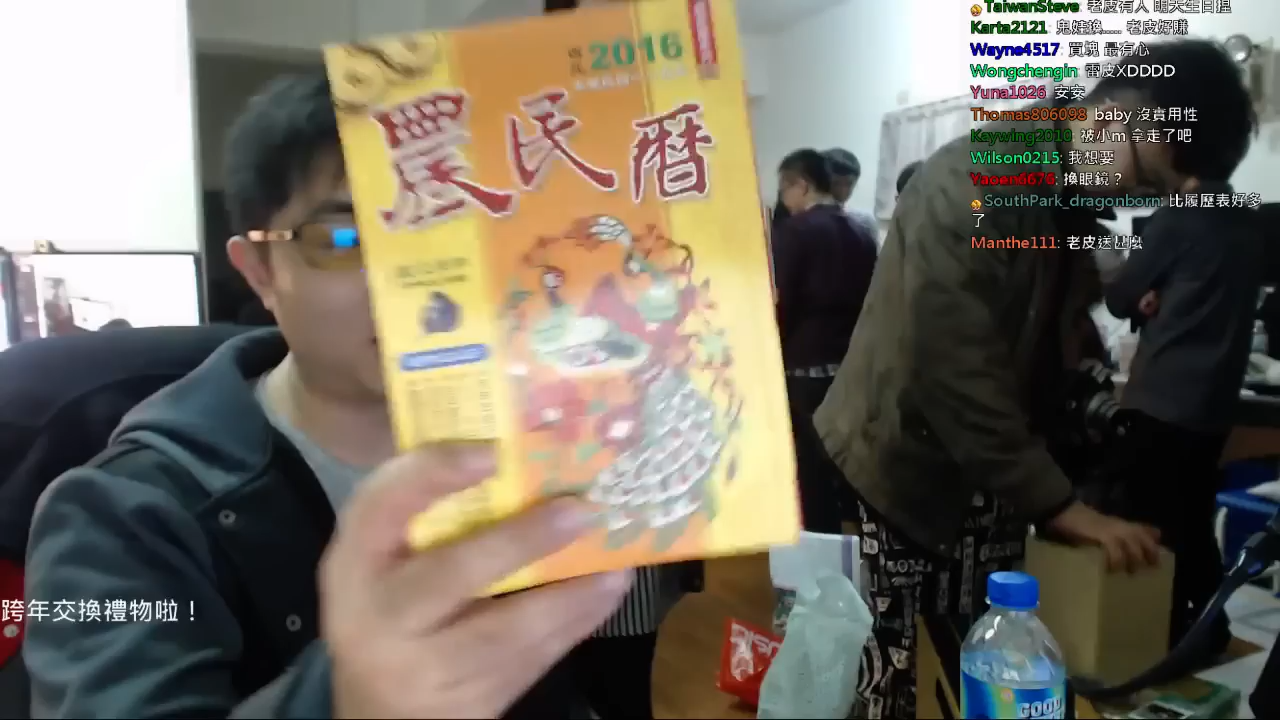 TaiwanSteve: 老皮有人 明天生日捏
Karta2121: 鬼娃換..... 老皮好賺
Wayne4517: 買塊 最有心
Wongchengin: 雷皮XDDDD
Yuna1026: 安安
Thomas806098: baby 沒實用性
Kaywing2010: 被小m 拿走了吧
Wilson0215: 我想要
Yaoen6676: 換眼鏡？
SouthPark_dragonborn: 比履歷表好多
了
Manthe111: 老皮送甚麼
2016
農民曆
跨年交換禮物啦！
GOOD